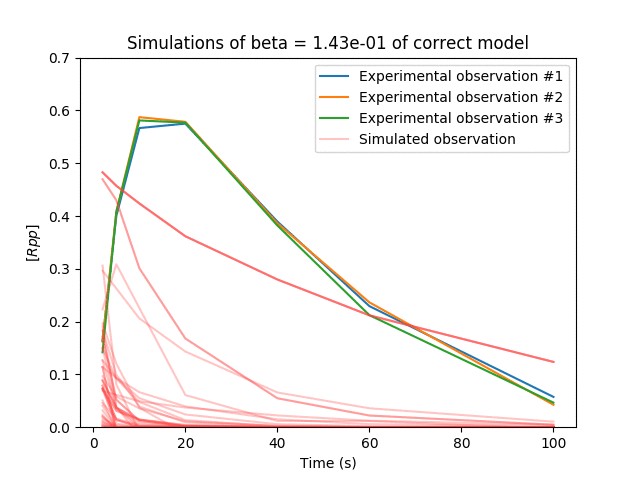 Simulations of beta = 1.43e-01 of correct model
Experimental observation #1
Experimental observation #2
Experimental observation #3
Simulated observation
[Rpp]
0.7
0.6
0.5
0.4
0.3
0.2
0.1
0.0
0 20 40 60 80 100
Time (s)